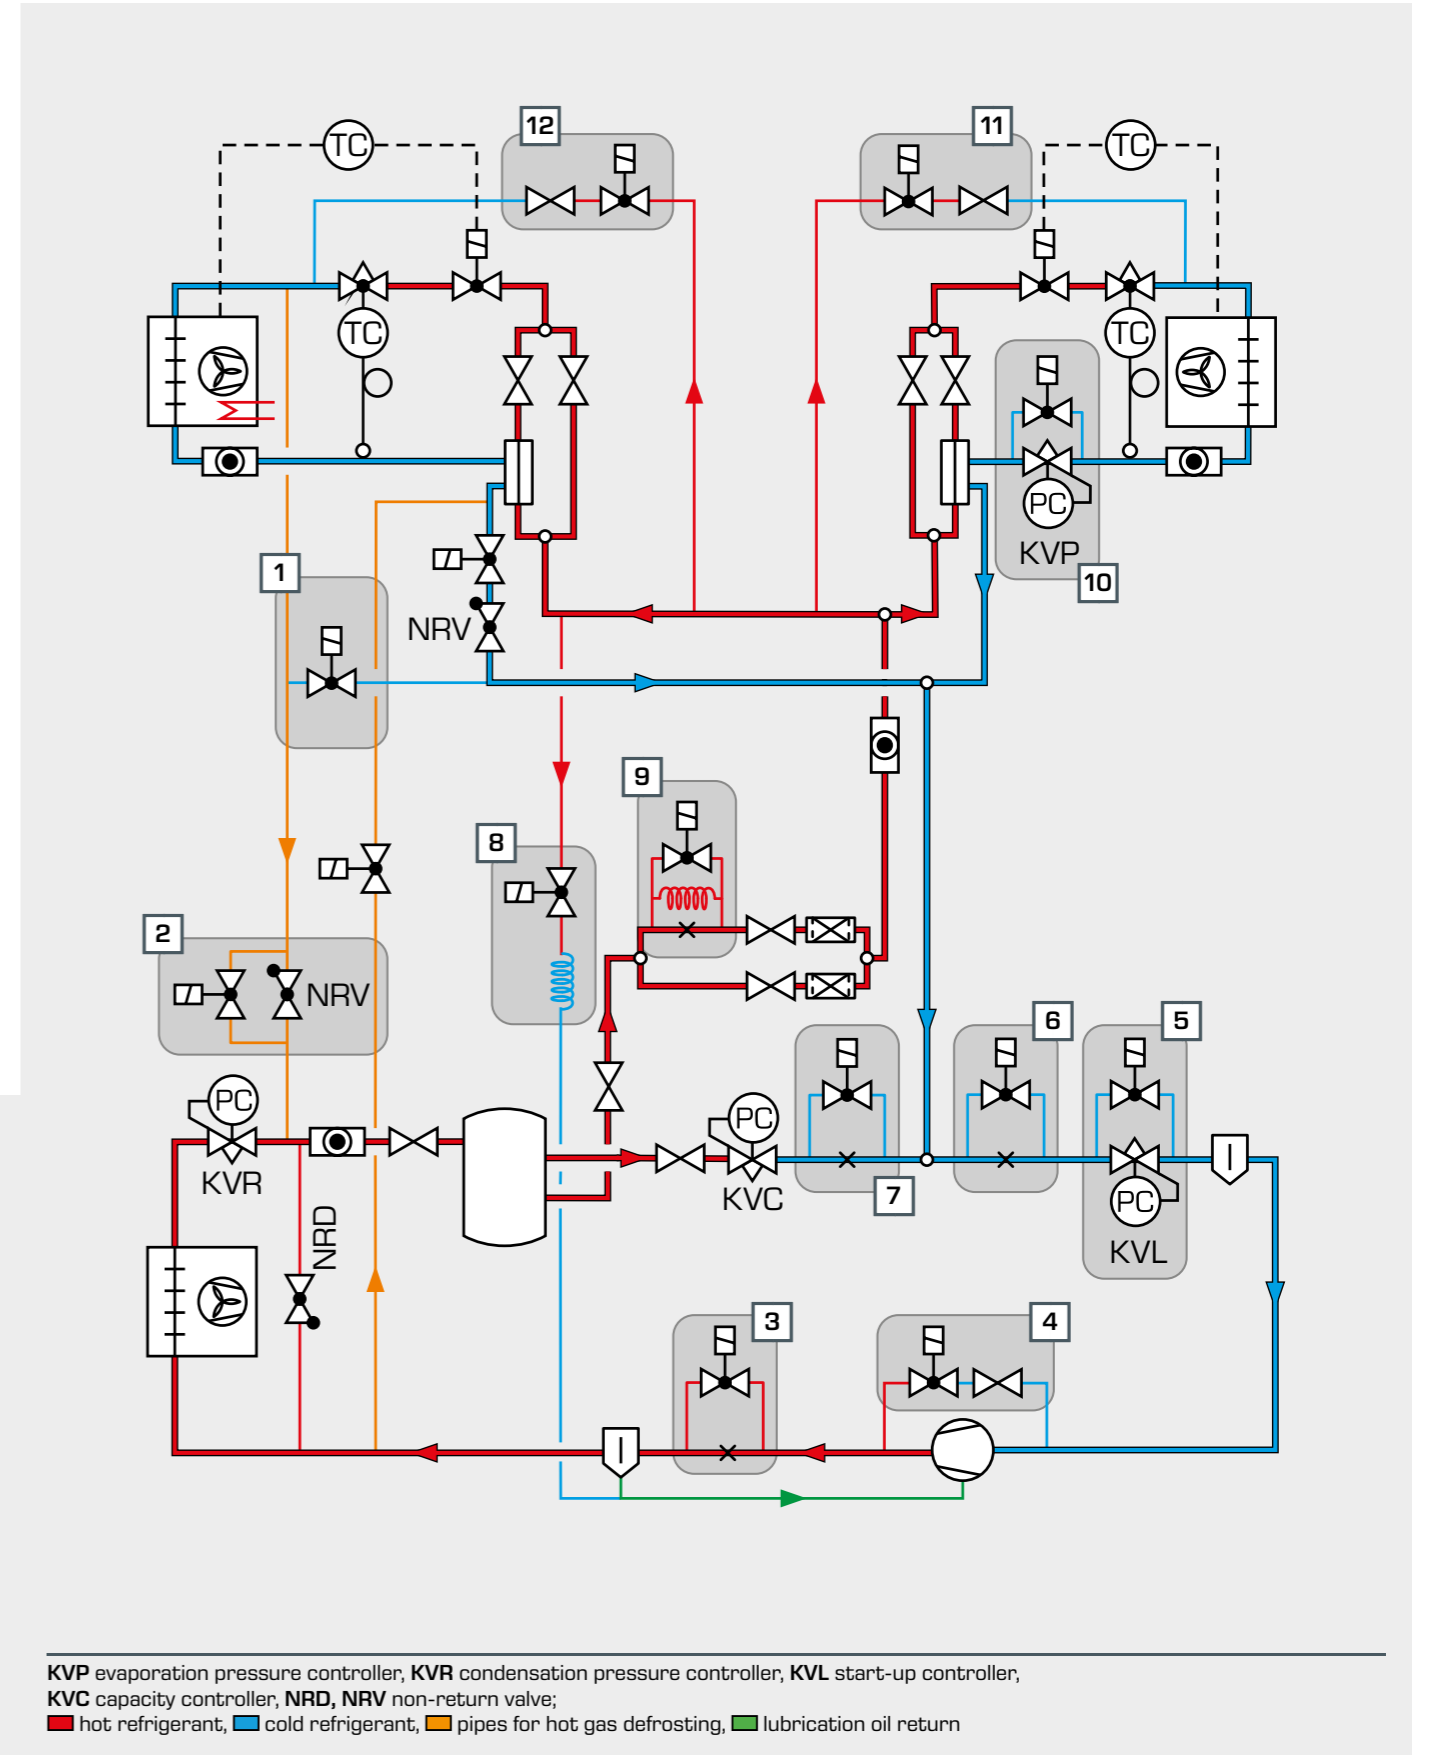 12
11
TC
TC
TC
TC
PC
KVP
10
1
NRV
9
8
2
NRV
6
5
PC
KVR
PC
KVC
7
PC
KVL
NRD
3
4
KVP evaporation pressure controller, KVR condensation pressure controller, KVL start-up controller,
KVC capacity controller, NRD, NRV non-return valve;
hot refrigerant, cold refrigerant, pipes for hot gas defrosting, lubrication oil return